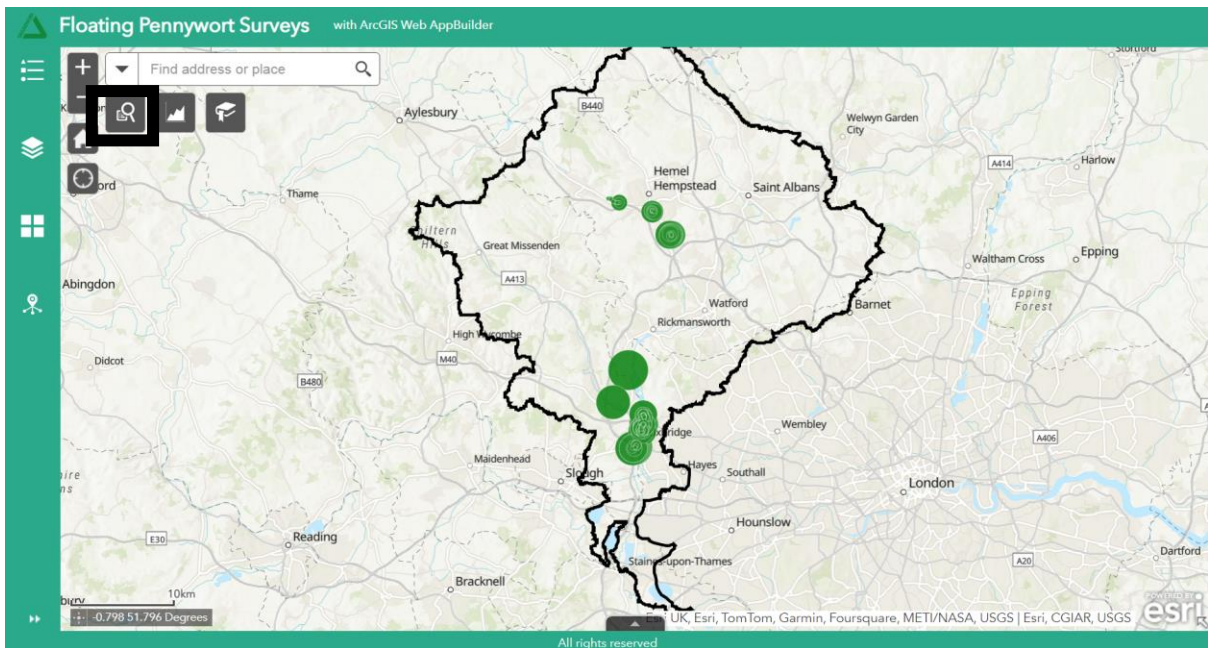 Floating Pennywort Surveys with ArcGIS Web AppBuilder
Find address or place
Stortford
Aylesbury
B440
Welwyn Garden
City
A414
Harlow
Hemel
Hempstead
Saint Albans
Thame
Great Missenden
Waltham Cross
Epping
A413
Abingdon
Epping
Forest
Watford
Barnet
Rickmansworth
High Wycombe
M40
Didcot
B480
Wembley
A406
Maidenhead
Slough
Hayes
Southall
London
Hounslow
E30
Reading
A20
Dartford
Staines-upon-Thames
Bracknell
10km
-0.798 51.796 Degrees
UK, Esri, TomTom, Garmin, Foursquare, METI/NASA, USGS | Esri, CGIAR, USGS
POWERED BY
esri
All rights reserved